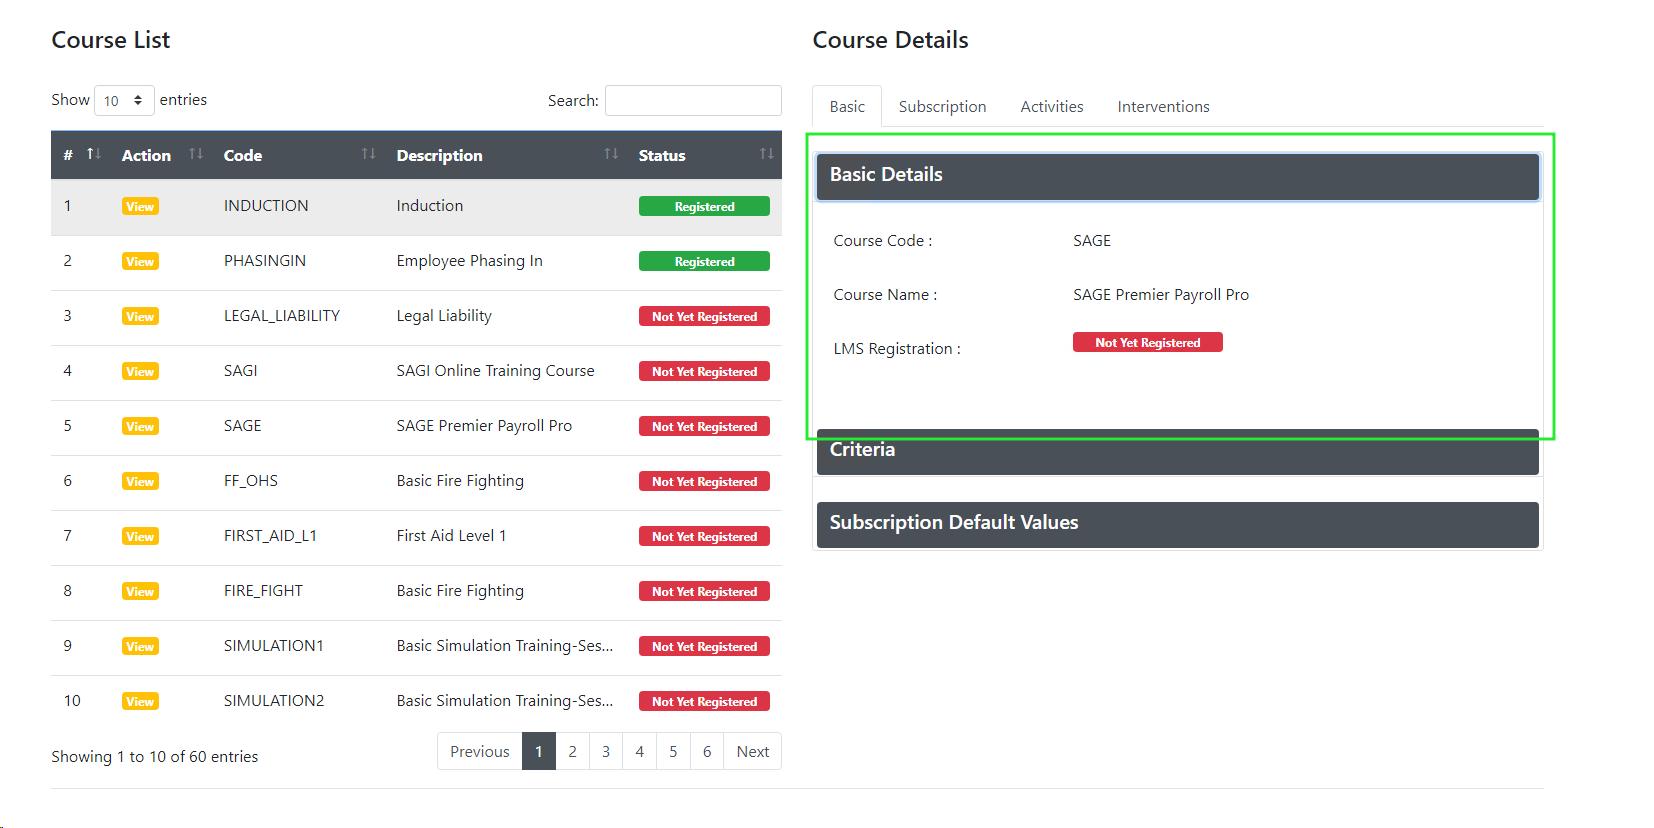 Course List
Show 10 entries
Search:
# Action Code Description Status
1 View INDUCTION Induction Registered
2 View PHASINGIN Employee Phasing In Registered
3 View LEGAL_LIABILITY Legal Liability Not Yet Registered
4 View SAGI SAGI Online Training Course Not Yet Registered
5 View SAGE SAGE Premier Payroll Pro Not Yet Registered
6 View FF_OHS Basic Fire Fighting Not Yet Registered
7 View FIRST_AID_L1 First Aid Level 1 Not Yet Registered
8 View FIRE_FIGHT Basic Fire Fighting Not Yet Registered
9 View SIMULATION1 Basic Simulation Training-Ses... Not Yet Registered
10 View SIMULATION2 Basic Simulation Training-Ses... Not Yet Registered
Showing 1 to 10 of 60 entries
Previous 1 2 3 4 5 6 Next
Course Details
Basic Subscription Activities Interventions
Basic Details
Course Code : SAGE
Course Name : SAGE Premier Payroll Pro
LMS Registration : Not Yet Registered
Criteria
Subscription Default Values